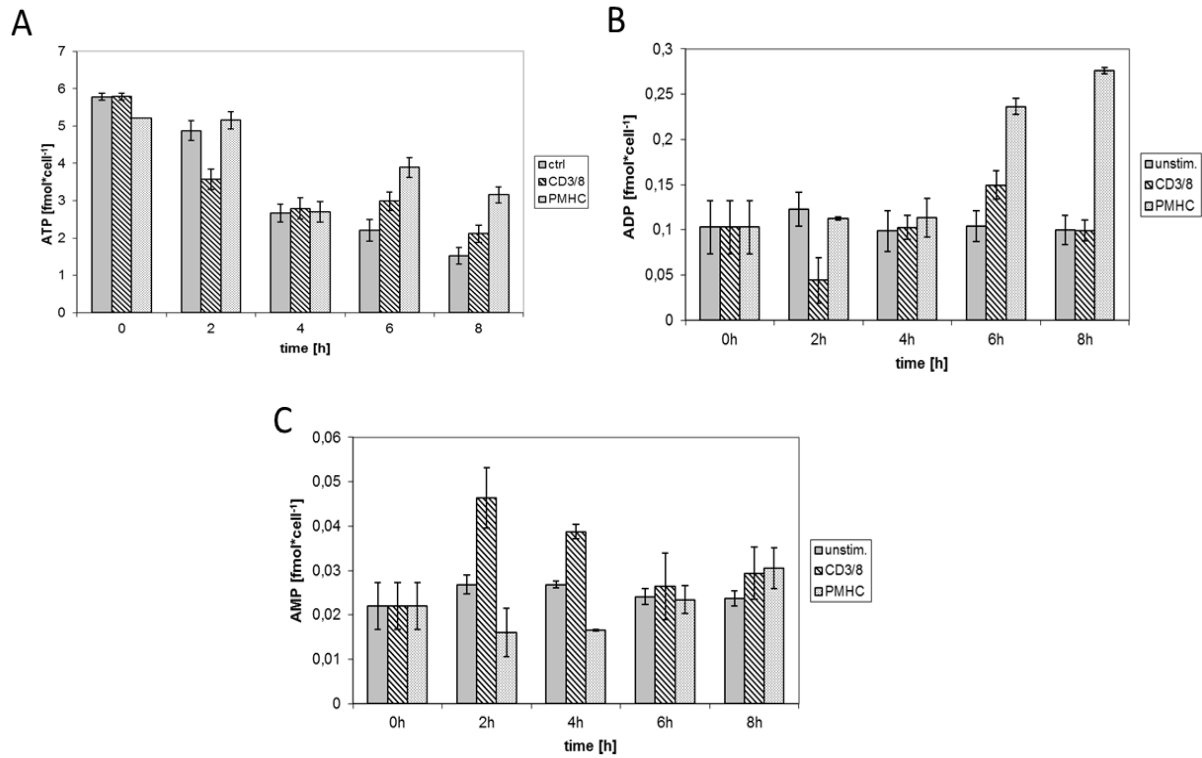 A
ATP [fmol*cell-1]
7
6
5
4
3
2
1
0
0 2 4 6 8
time [h]
ctrl
CD3/8
PMHC
B
ADP [fmol*cell-1]
0,3
0,25
0,2
0,15
0,1
0,05
0
0h 2h 4h 6h 8h
time [h]
unstim.
CD3/8
PMHC
C
AMP [fmol*cell-1]
0,06
0,05
0,04
0,03
0,02
0,01
0
0h 2h 4h 6h 8h
time [h]
unstim.
CD3/8
PMHC